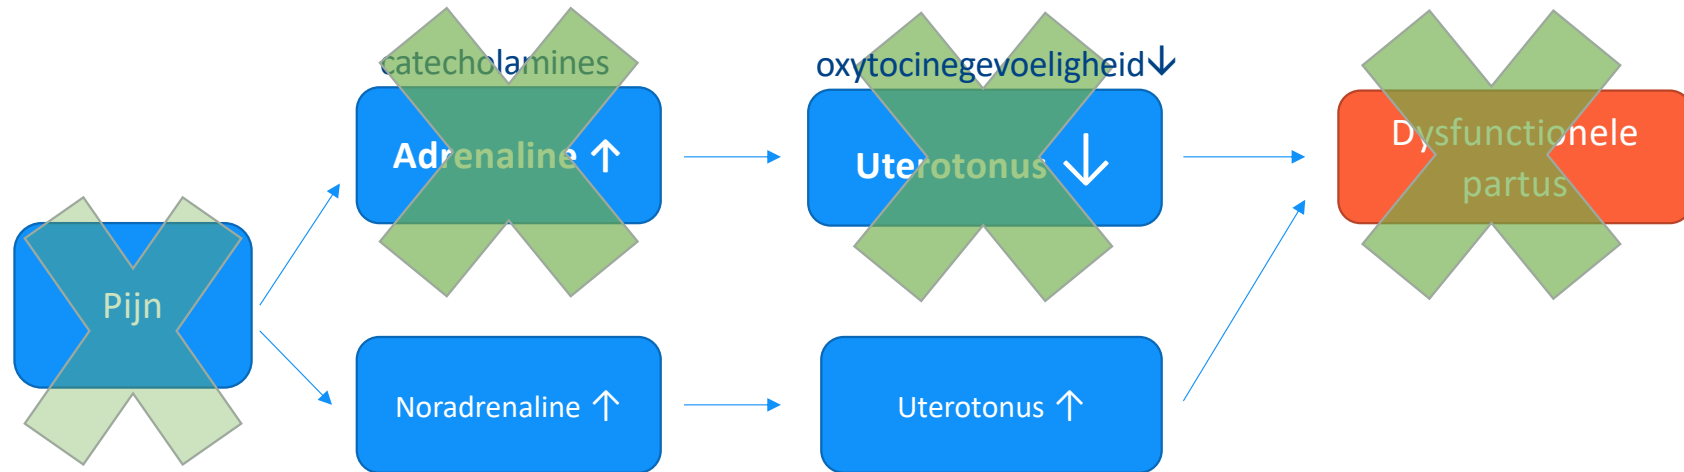 catecholamines
Adrenaline ↑
oxytocinegevoeligheid↓
Uterotonus ↓
Dysfunctionele
partus
Pijn
Noradrenaline ↑
Uterotonus ↑